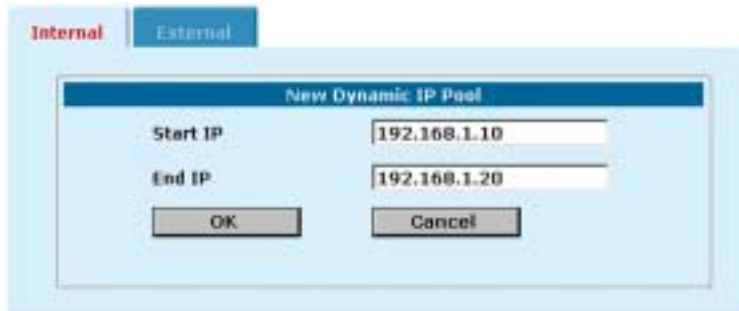 Internal External
New Dynamic IP Pool
Start IP 192.168.1.10
End IP 192.168.1.20
OK Cancel